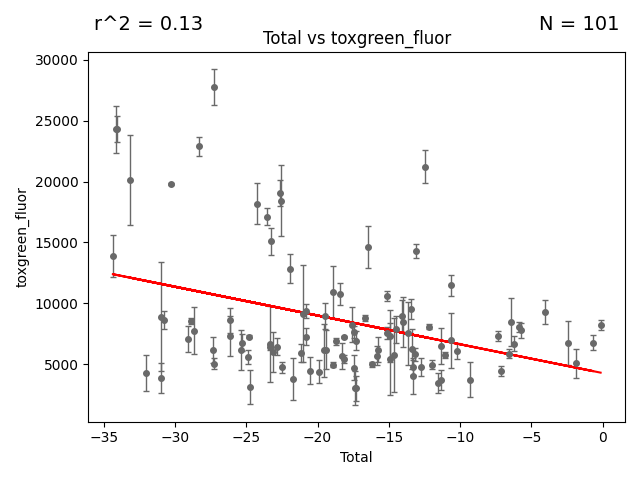 r^2 = 0.13
N = 101
Total vs toxgreen_fluor
30000
25000
20000
15000
10000
5000
toxgreen_fluor
−35
−30
−25
−20
−15
−10
−5
0
Total